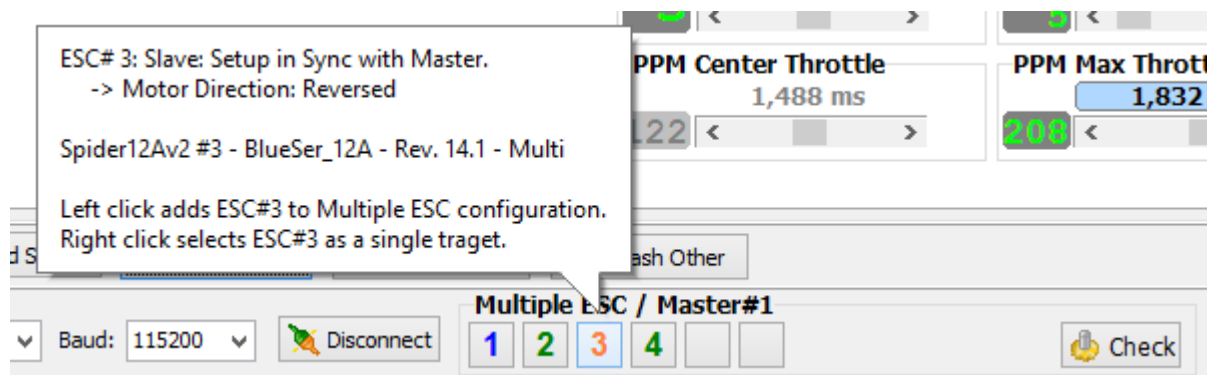 ESC# 3: Slave: Setup in Sync with Master.
-> Motor Direction: Reversed
Spider12Av2 #3 - BlueSer_12A - Rev. 14.1 - Multi
Left click adds ESC#3 to Multiple ESC configuration.
Right click selects ESC#3 as a single traget.
PPM Center Throttle
1,488 ms
122
PPM Max Thrott
1,832
208
ash Other
Baud: 115200
Disconnect
Multiple ESC / Master#1
1 2 3 4
Check